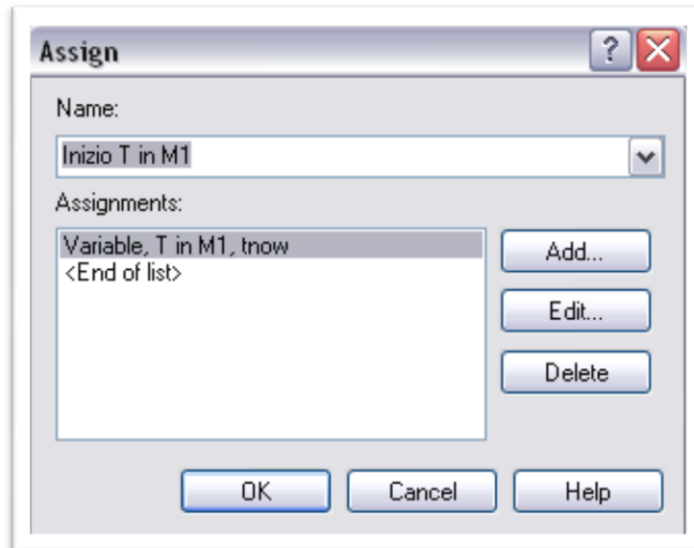 Assign
Name:
Inizio T in M1
Assignments:
Variable, T in M1, tnow
<End of list>
Add...
Edit...
Delete
OK
Cancel
Help